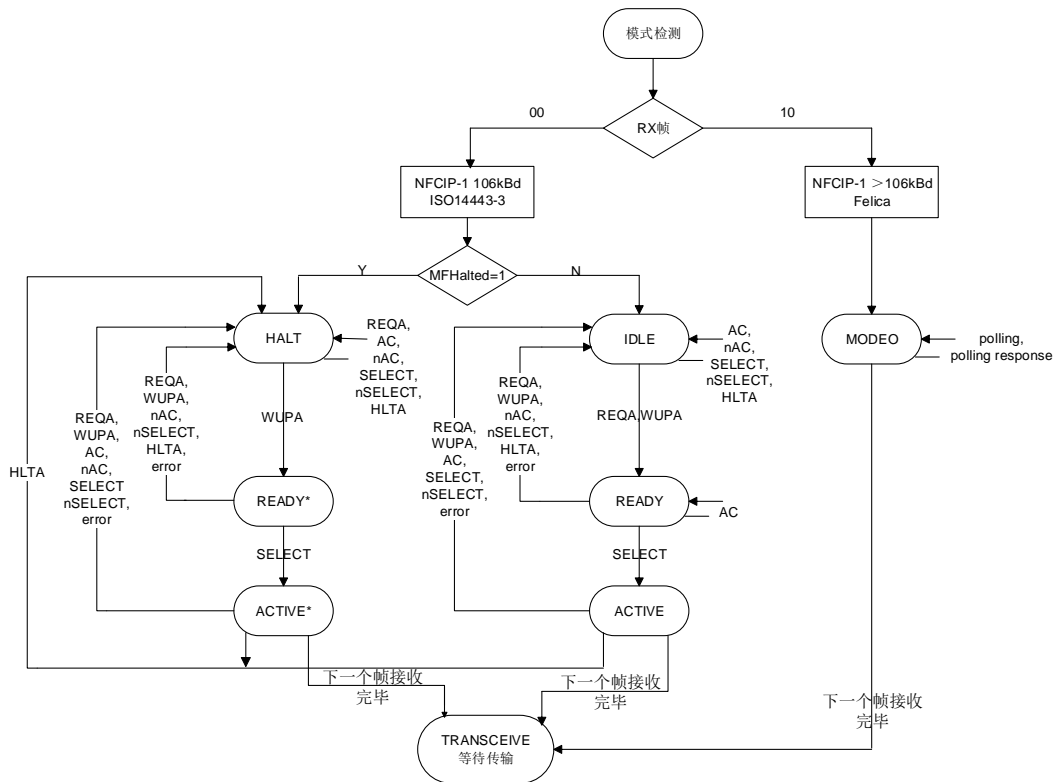 模式检测
00
10
RX帧
NFCIP-1 106kBd
ISO14443-3
NFCIP-1 >106kBd
Felica
Y
MFHalted=1
N
HALT
REQA,
AC,
nAC,
SELECT,
nSELECT,
HLTA
IDLE
AC,
nAC,
SELECT,
nSELECT,
HLTA
MODEO
polling,
polling response
REQA,
WUPA,
nAC,
nSELECT,
HLTA,
error
REQA,
WUPA,
nAC,
nSELECT,
HLTA,
error
REQA,
WUPA,
AC,
nAC,
SELECT
nSELECT,
error
REQA,
WUPA,
AC,
nAC,
SELECT,
nSELECT,
error
WUPA
REQA,WUPA
HLTA
READY*
READY
AC
SELECT
SELECT
ACTIVE*
ACTIVE
下一个帧接收
完毕
下一个帧接收
完毕
下一个帧接收
完毕
TRANSCEIVE
等待传输